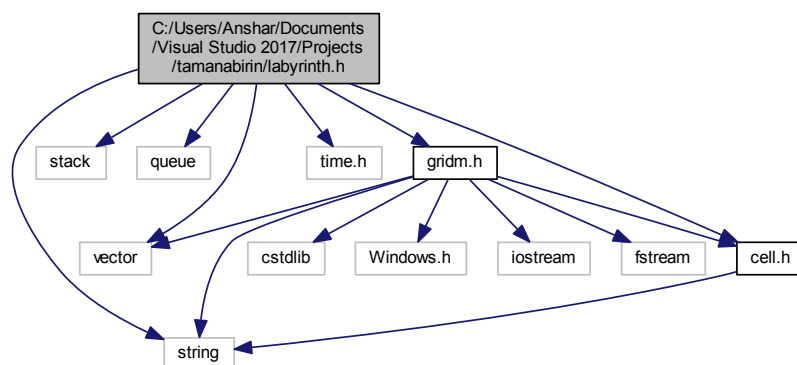 C:/Users/Anshar/Documents
/Visual Studio 2017/Projects
/tamanabirin/labyrinth.h
stack
queue
time.h
gridm.h
vector
cstdlib
Windows.h
iostream
fstream
cell.h
string